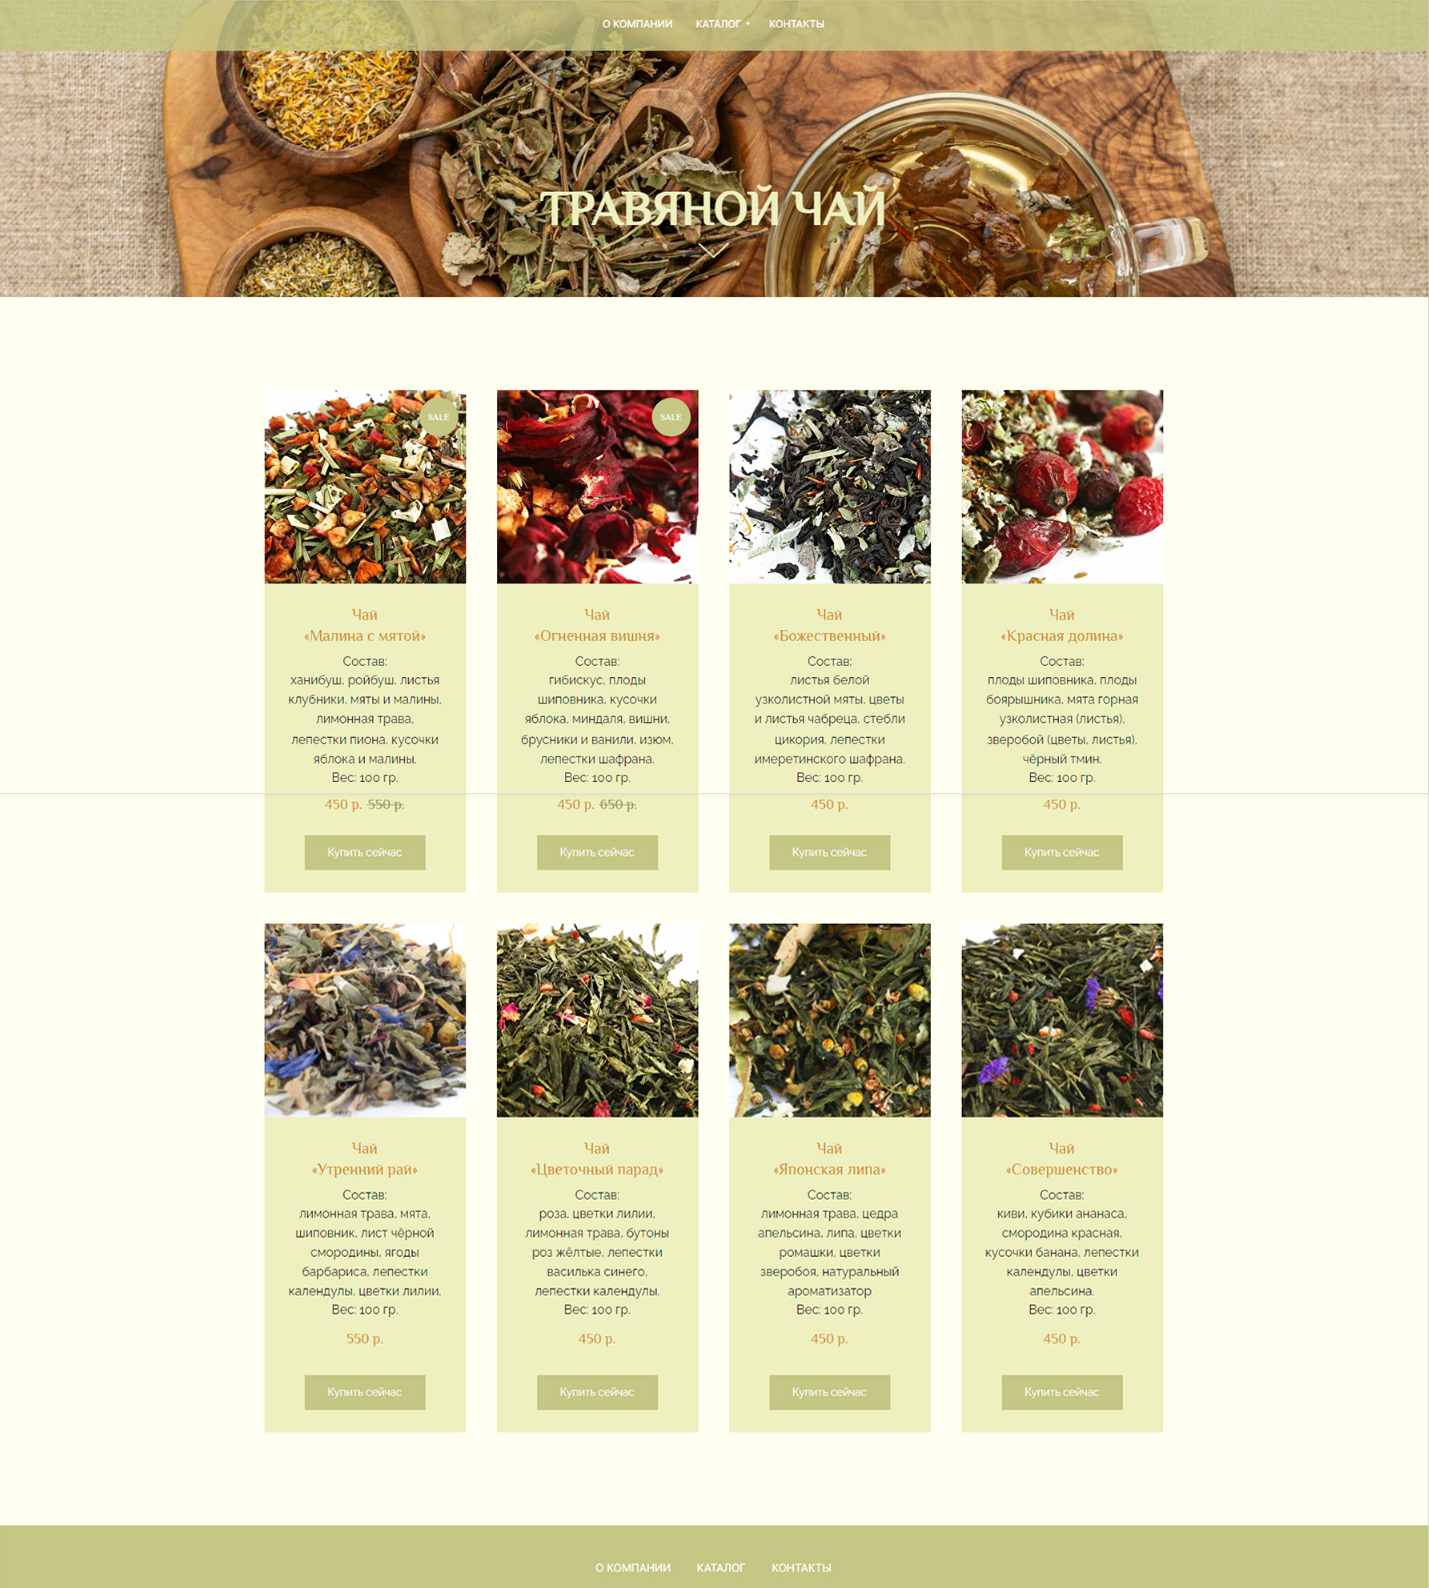 О КОМПАНИИ КАТАЛОГ КОНТАКТЫ
ТРАВЯНОЙ ЧАЙ
SALE
Чай
«Малина с мятой»
Состав:
ханибуш, ройбуш, листья
клубники, мяты и малины,
лимонная трава,
лепестки пиона, кусочки
яблока и малины.
Вес: 100 гр.
450 р. 550 р.
Купить сейчас
SALE
Чай
«Огненная вишня»
Состав:
гибискус, плоды
шиповника, кусочки
яблока, миндаля, вишни,
брусники и ванили, изюм,
лепестки шафрана.
Вес: 100 гр.
450 р. 650 р.
Купить сейчас
Чай
«Божественный»
Состав:
листья белой
узколистной мяты, цветы
и листья чабреца, стебли
цикория, лепестки
имеретинского шафрана.
Вес: 100 гр.
450 р.
Купить сейчас
Чай
«Красная долина»
Состав:
плоды шиповника, плоды
боярышника, мята горная
узколистная (листья),
зверобой (цветы, листья),
чёрный тмин.
Вес: 100 гр.
450 р.
Купить сейчас
Чай
«Утренний рай»
Состав:
лимонная трава, мята,
шиповник, лист чёрной
смородины, ягоды
барбариса, лепестки
календулы, цветки лилии.
Вес: 100 гр.
550 р.
Купить сейчас
Чай
«Цветочный парад»
Состав:
роза, цветки лилии,
лимонная трава, бутоны
роз жёлтые, лепестки
василька синего,
лепестки календулы.
Вес: 100 гр.
450 р.
Купить сейчас
Чай
«Японская липа»
Состав:
лимонная трава, цедра
апельсина, липа, цветки
ромашки, цветки
зверобоя, натуральный
ароматизатор
Вес: 100 гр.
450 р.
Купить сейчас
Чай
«Совершенство»
Состав:
киви, кубики ананаса,
смородина красная,
кусочки банана, лепестки
календулы, цветки
апельсина.
Вес: 100 гр.
450 р.
Купить сейчас
О КОМПАНИИ КАТАЛОГ КОНТАКТЫ